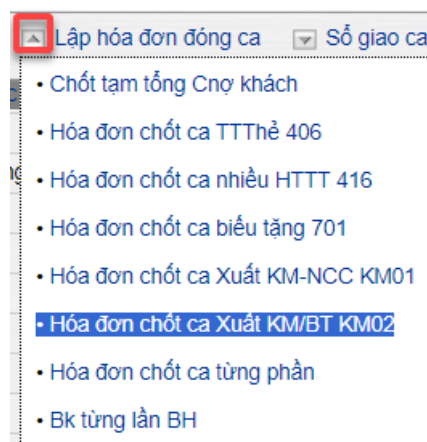 Lập hóa đơn đóng ca Sổ giao ca
• Chốt tạm tổng Cnợ khách
• Hóa đơn chốt ca TTThẻ 406
• Hóa đơn chốt ca nhiều HTTT 416
• Hóa đơn chốt ca biếu tặng 701
• Hóa đơn chốt ca Xuất KM-NCC KM01
• Hóa đơn chốt ca Xuất KM/BT KM02
• Hóa đơn chốt ca từng phần
• Bk từng lần BH